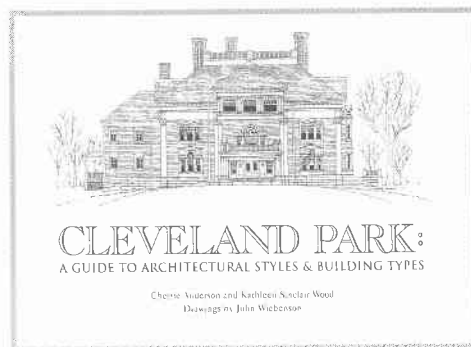 CLEVELAND PARK:
A GUIDE TO ARCHITECTURAL STYLES & BUILDING TYPES
Anderson and Kathleen Sinclair Wood
Drawings by John Wiebenson